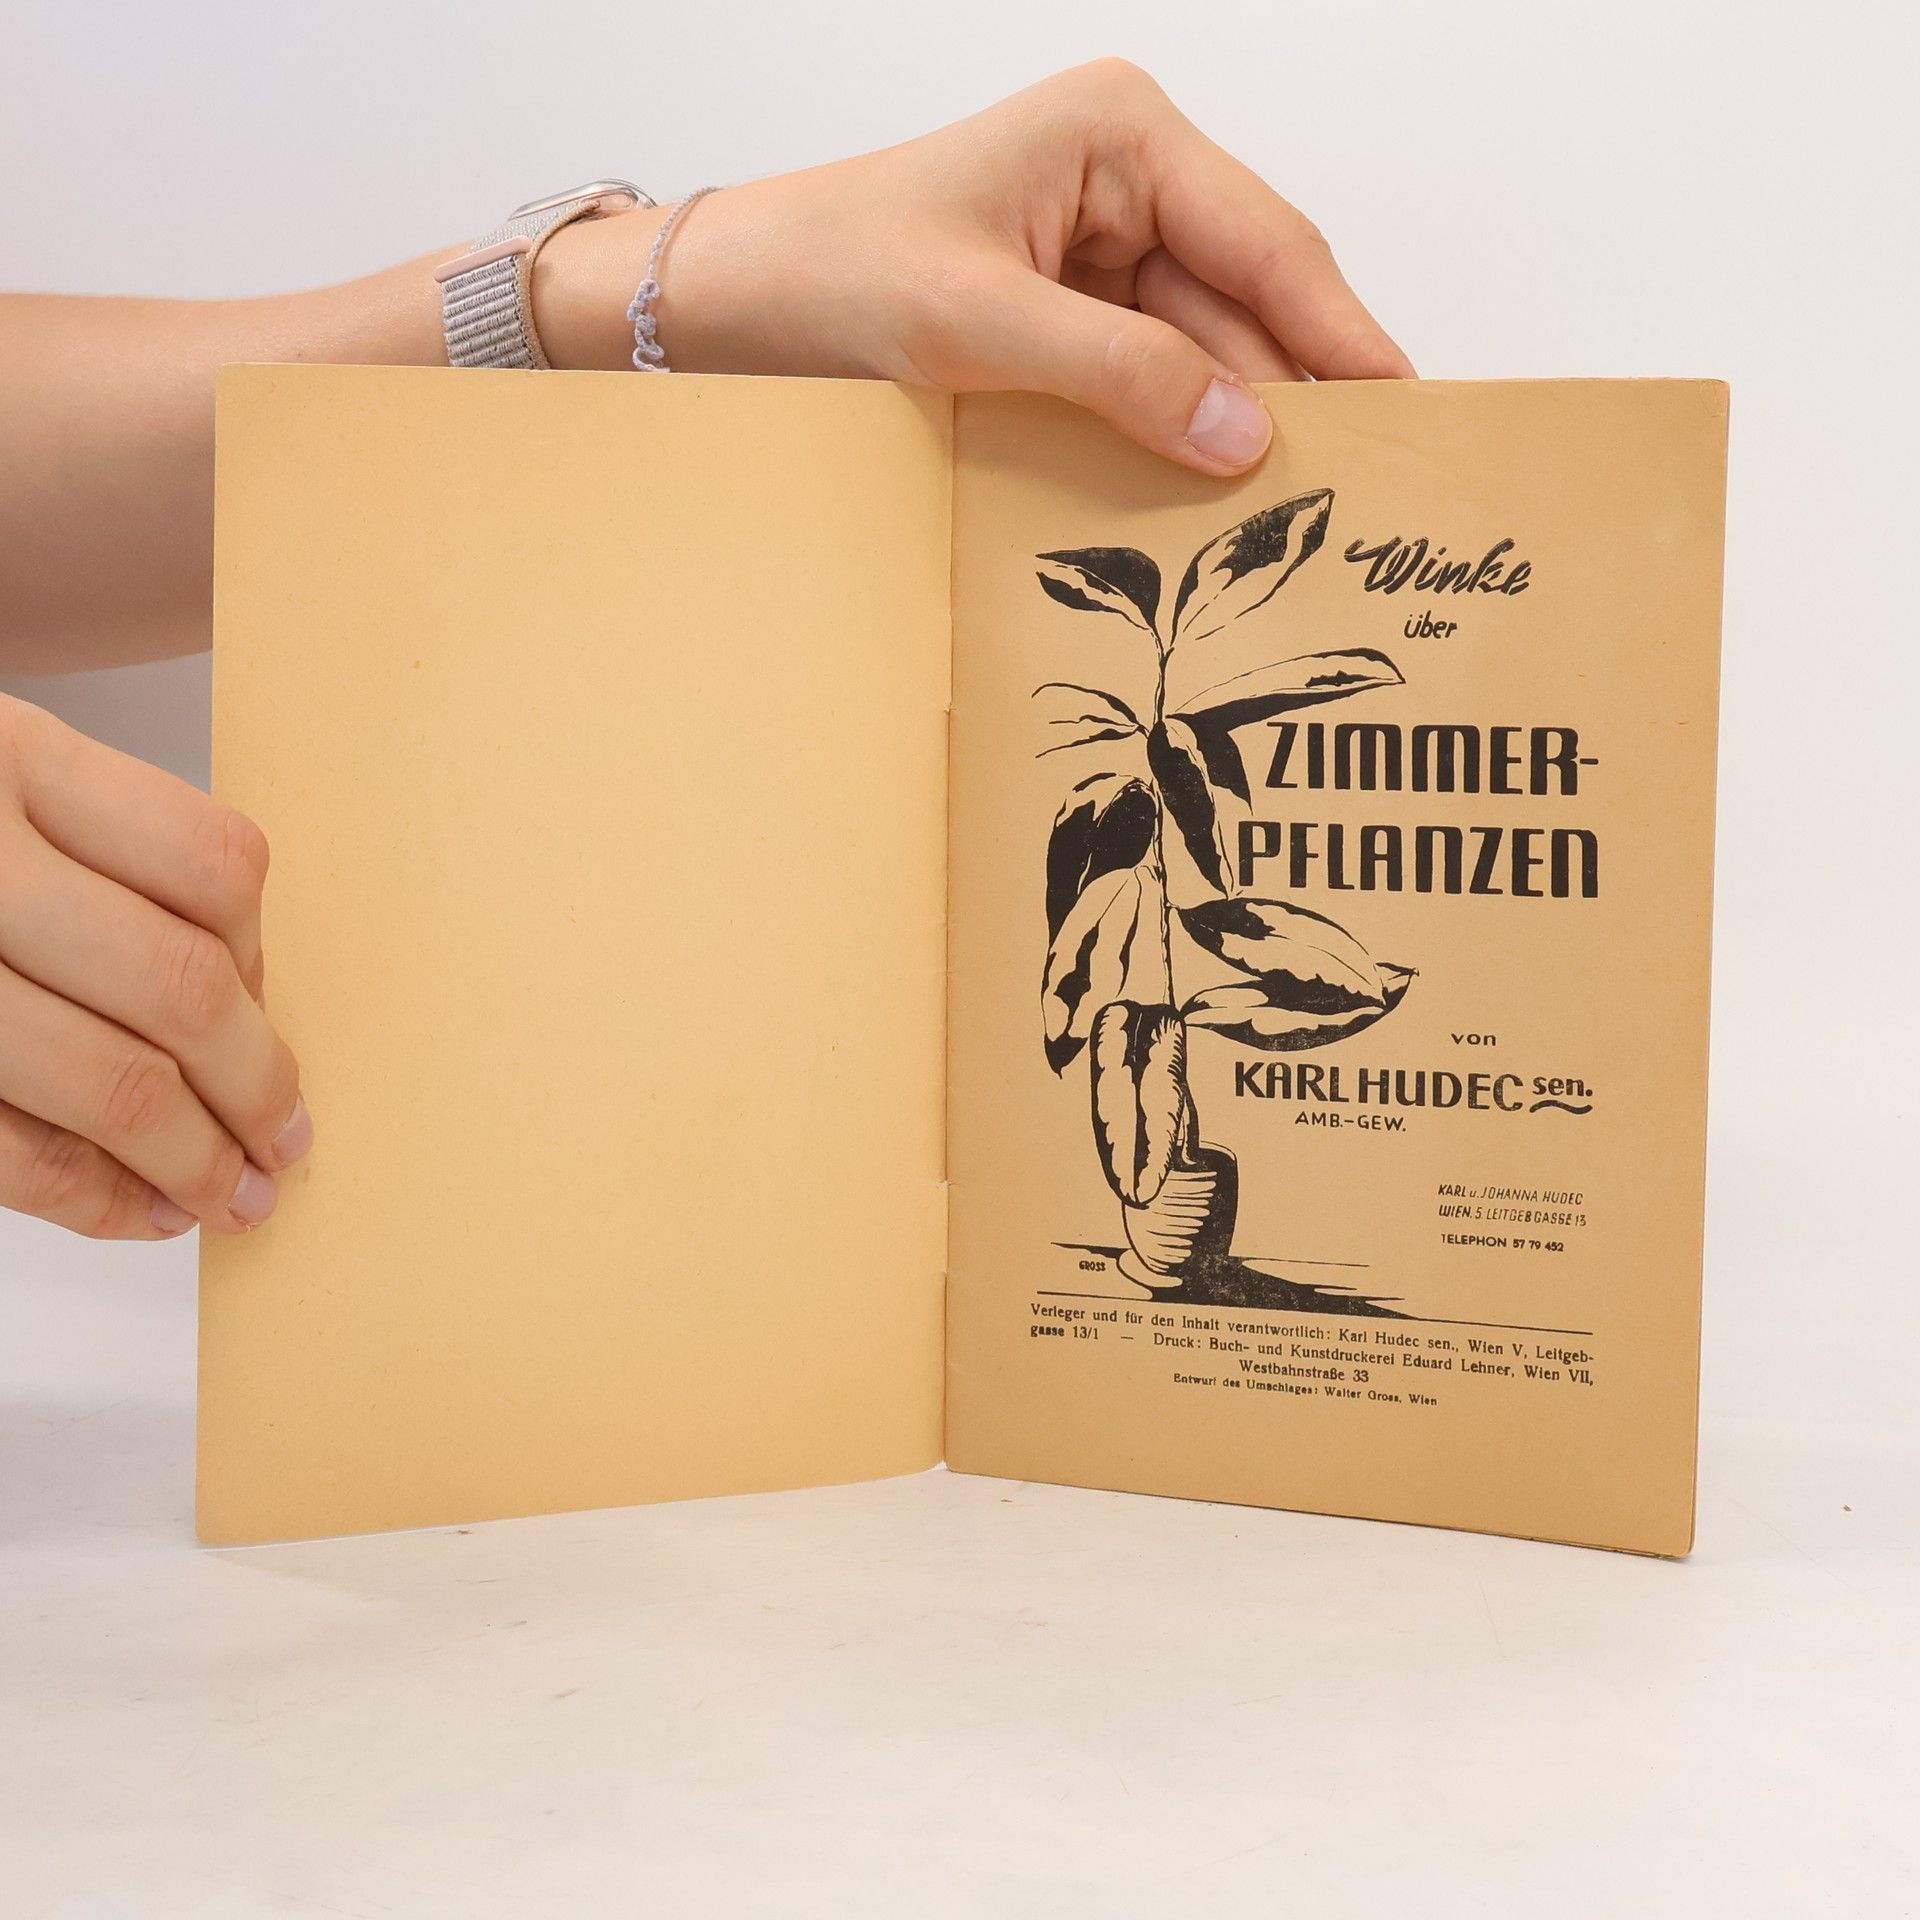 Winke
über
ZIMMER-
PFLANZEN
von
KARL HUDEC sen.
AMB.-GEW.
KARL u. JOHANNA HUDEC
WIEN, 5. LEITGEBGASSE 13
TELEPHON 57 79 452
GROSS
Verleger und für den Inhalt verantwortlich: Karl Hudec sen., Wien V, Leitgeb-
gasse 13/1 — Druck: Buch- und Kunstdruckerei Eduard Lehner, Wien VII,
Westbahnstraße 33
Entwurf des Umschlages: Walter Gross, Wien